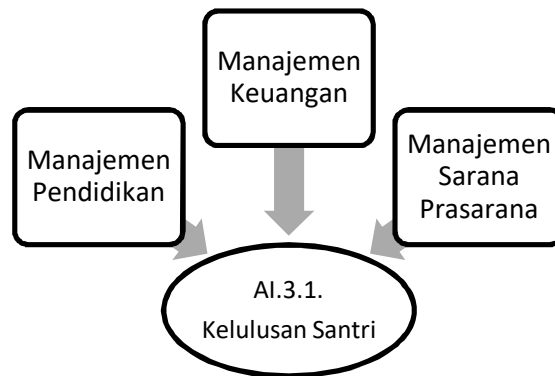 Manajemen
Keuangan
Manajemen
Pendidikan
Manajemen
Sarana
Prasarana
AI.3.1.
Kelulusan Santri